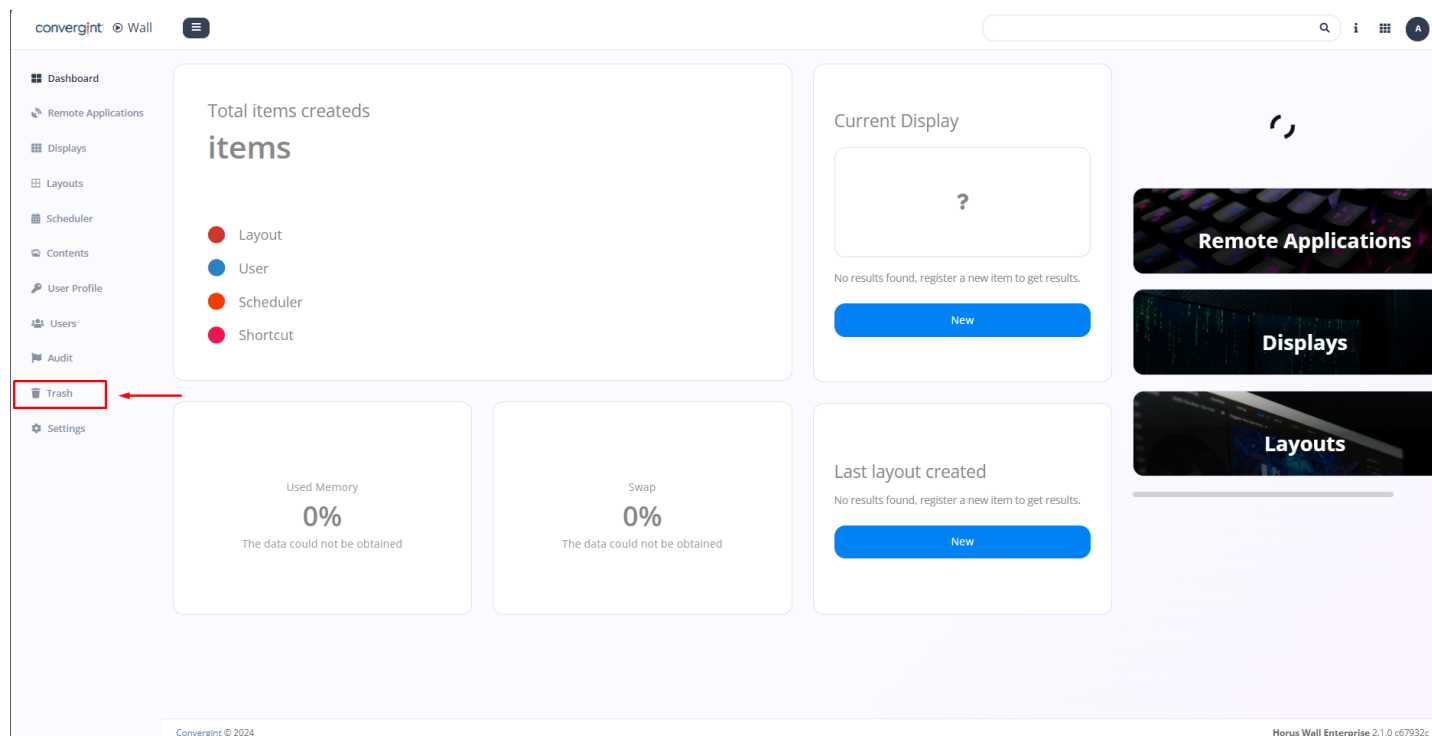 convergint Wall
A
Dashboard
Remote Applications
Displays
Layouts
Scheduler
Contents
User Profile
Users
Audit
Trash
Settings
Total items createds
items
Layout
User
Scheduler
Shortcut
Current Display
?
No results found, register a new item to get results.
New
Remote Applications
Displays
Layouts
Used Memory
0%
The data could not be obtained
Swap
0%
The data could not be obtained
Last layout created
No results found, register a new item to get results.
New
Convergint © 2024
Horus Wall Enterprise 2.1.0 c67932c